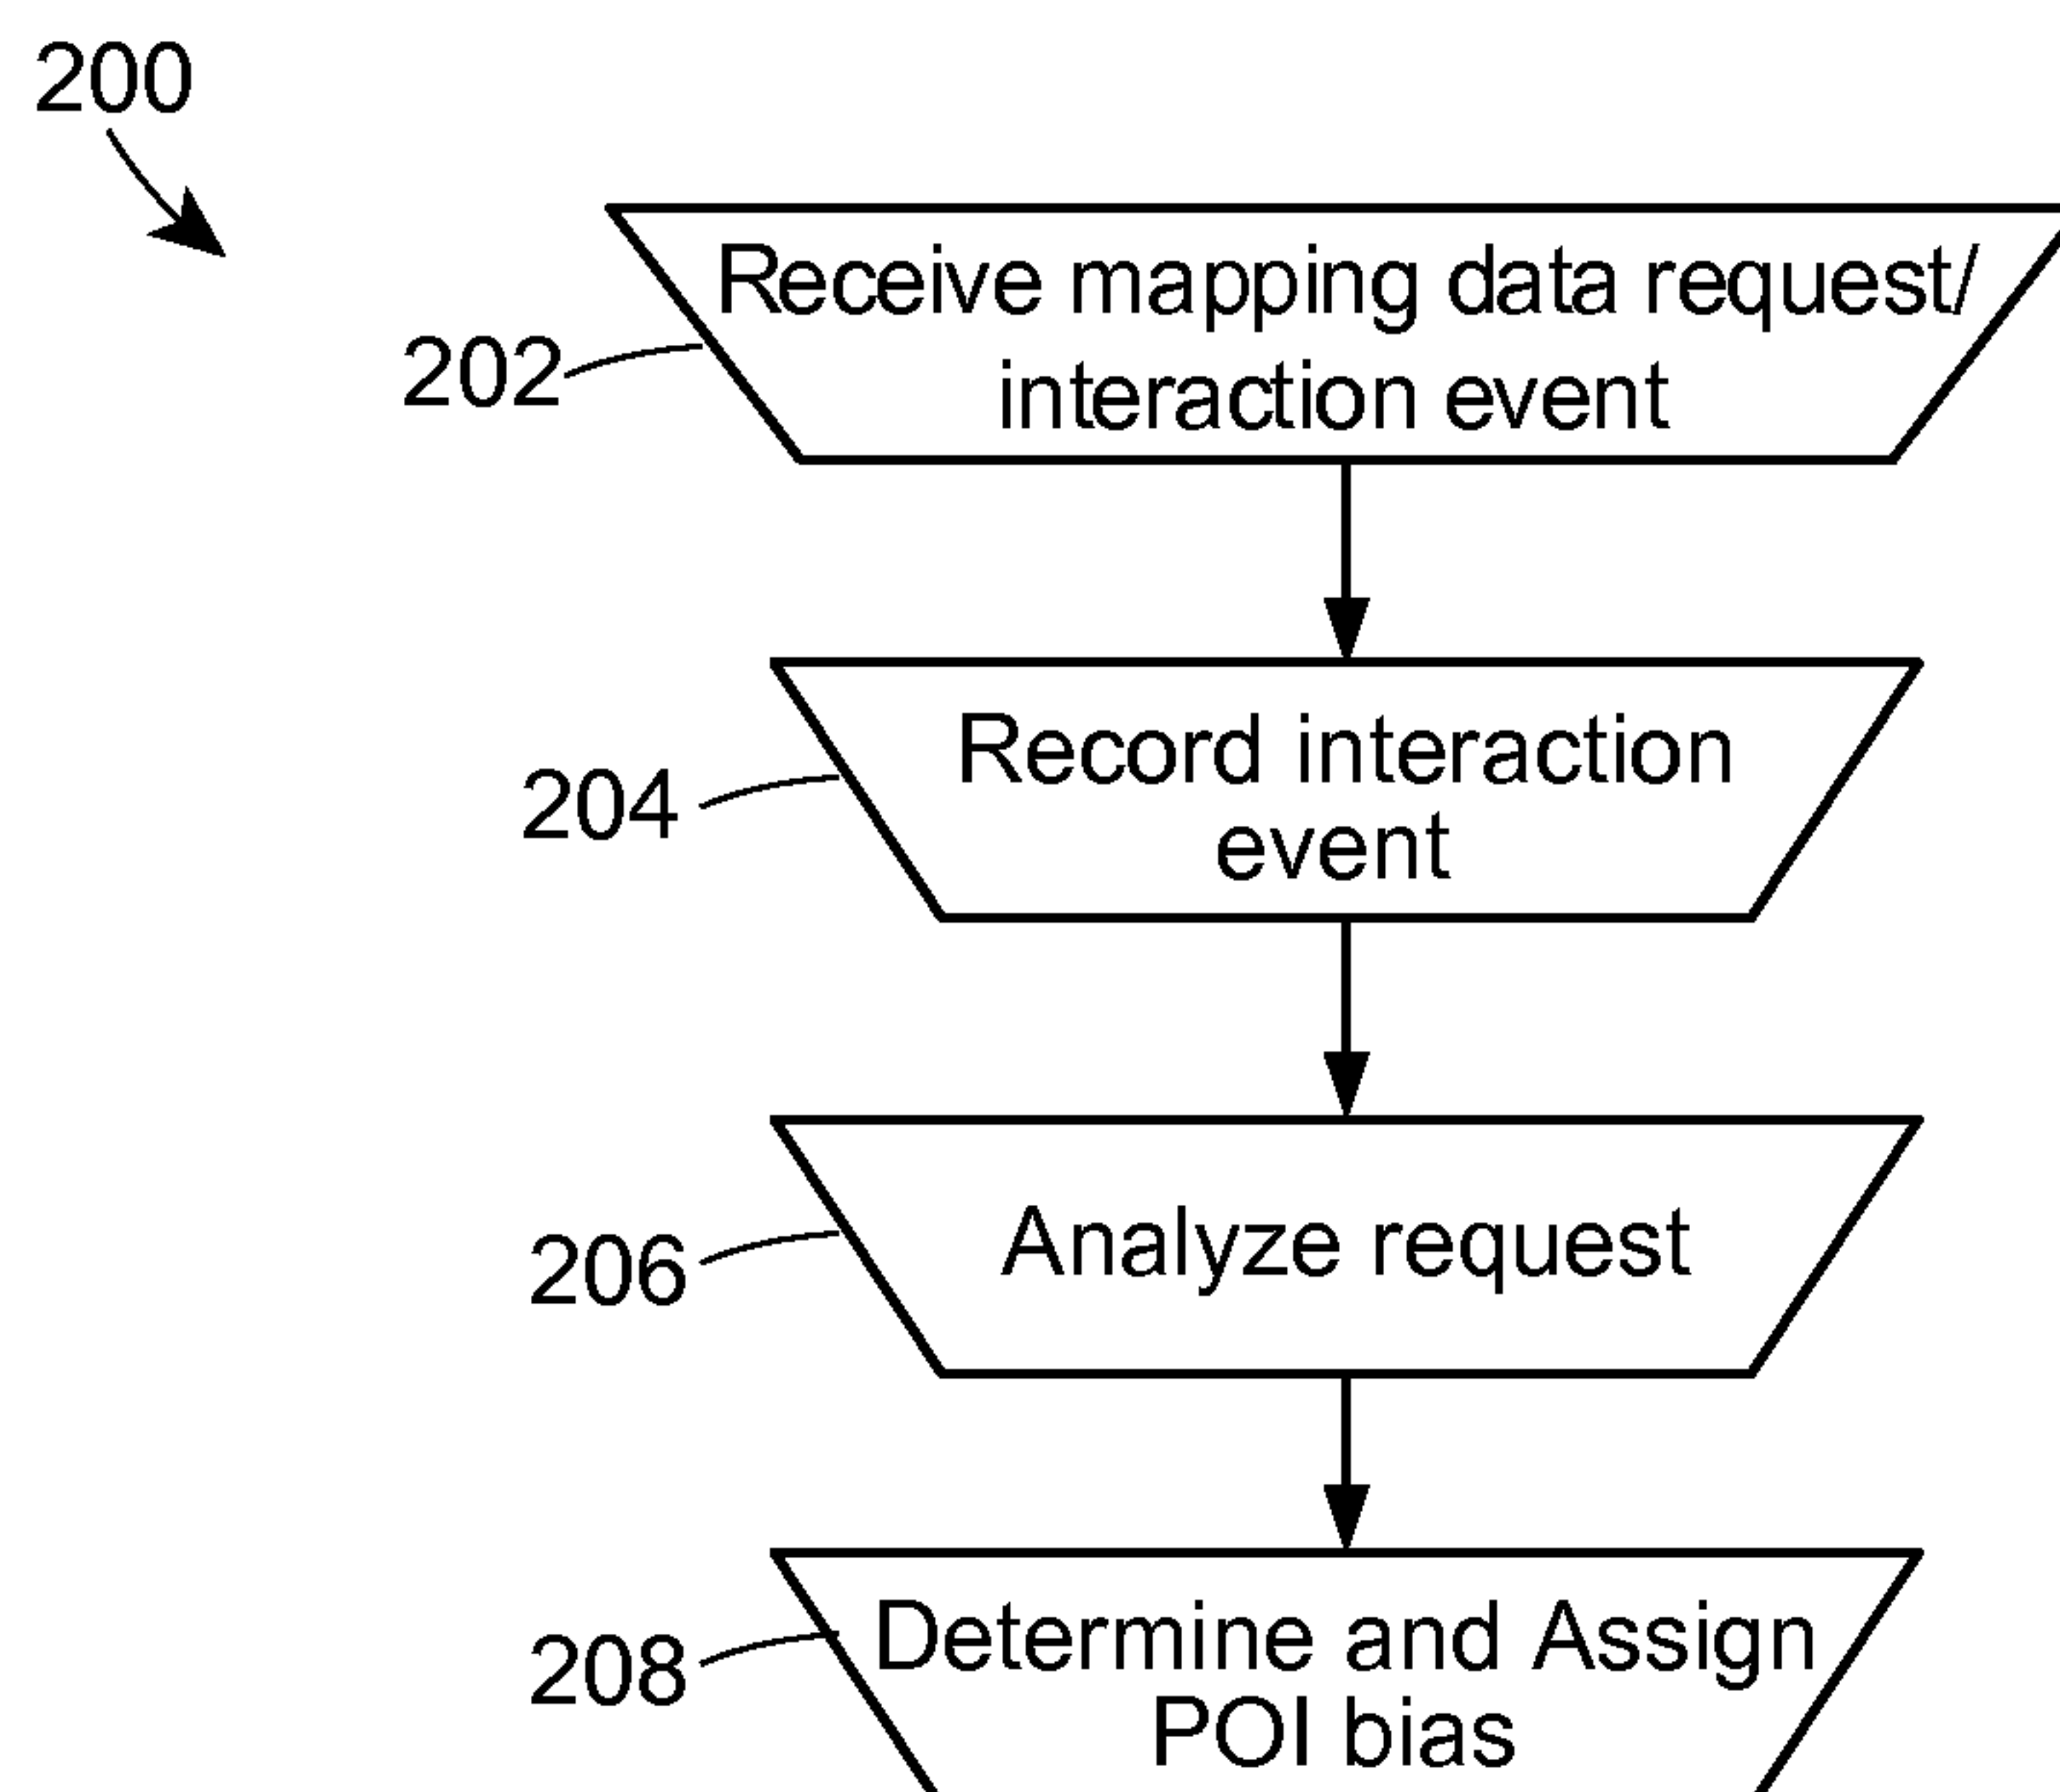 200
Receive mapping data request/
interaction event
202
Record interaction
event
204
Analyze request
206
Determine and Assign
POI bias
208